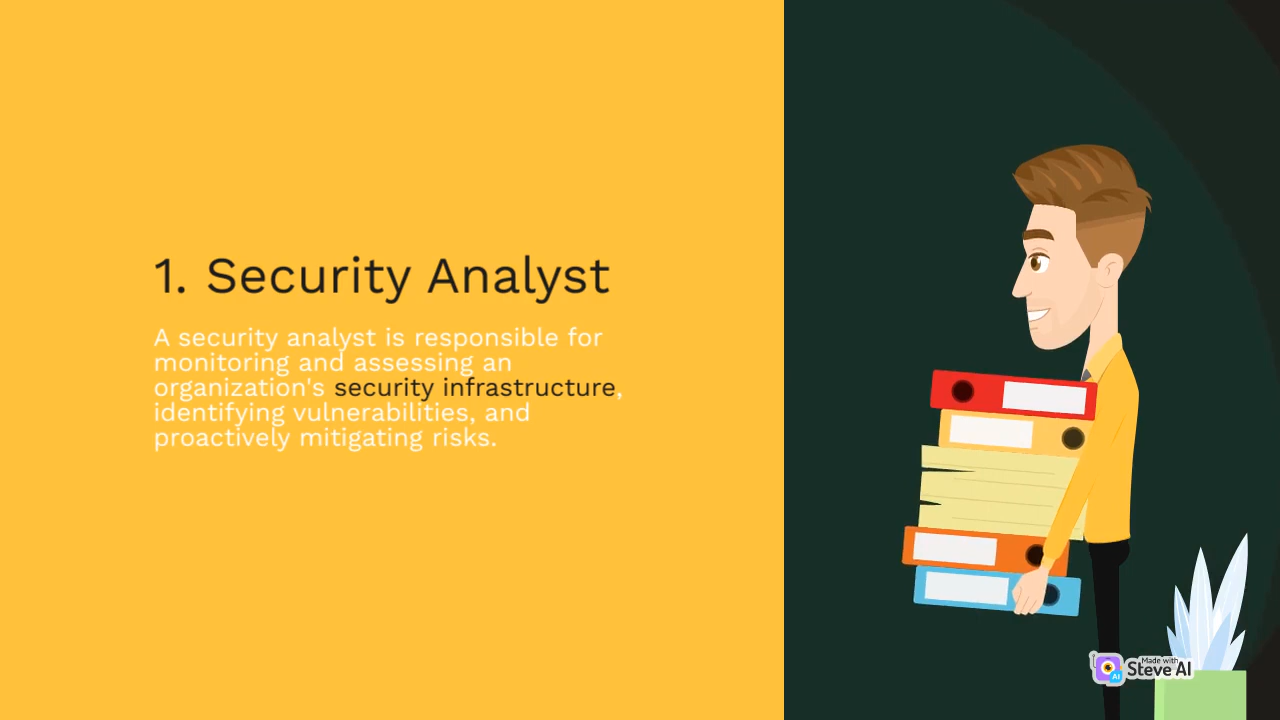 1. Security Analyst
A security analyst is responsible for
monitoring and assessing an
organization's security infrastructure,
identifying vulnerabilities, and
proactively mitigating risks.
Made with
Steve AI
AI